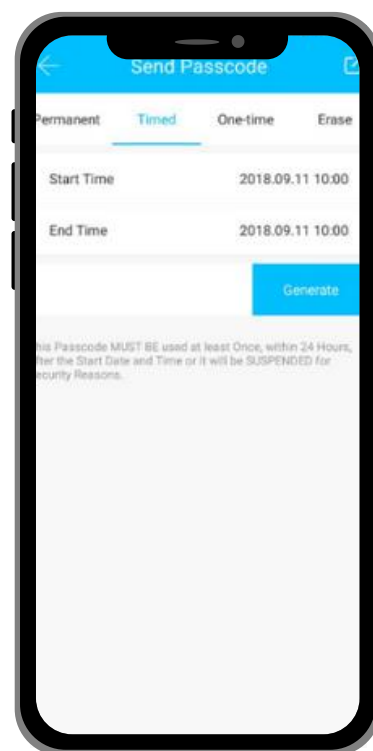 Send Passcode
Permanent Timed One-time Erase
Start Time 2018.09.11 10:00
End Time 2018.09.11 10:00
Generate
his Passcode MUST BE used at least Once, within 24 Hours,
fter the Start Date and Time or it will be SUSPENDED for
ecurity Reasons.